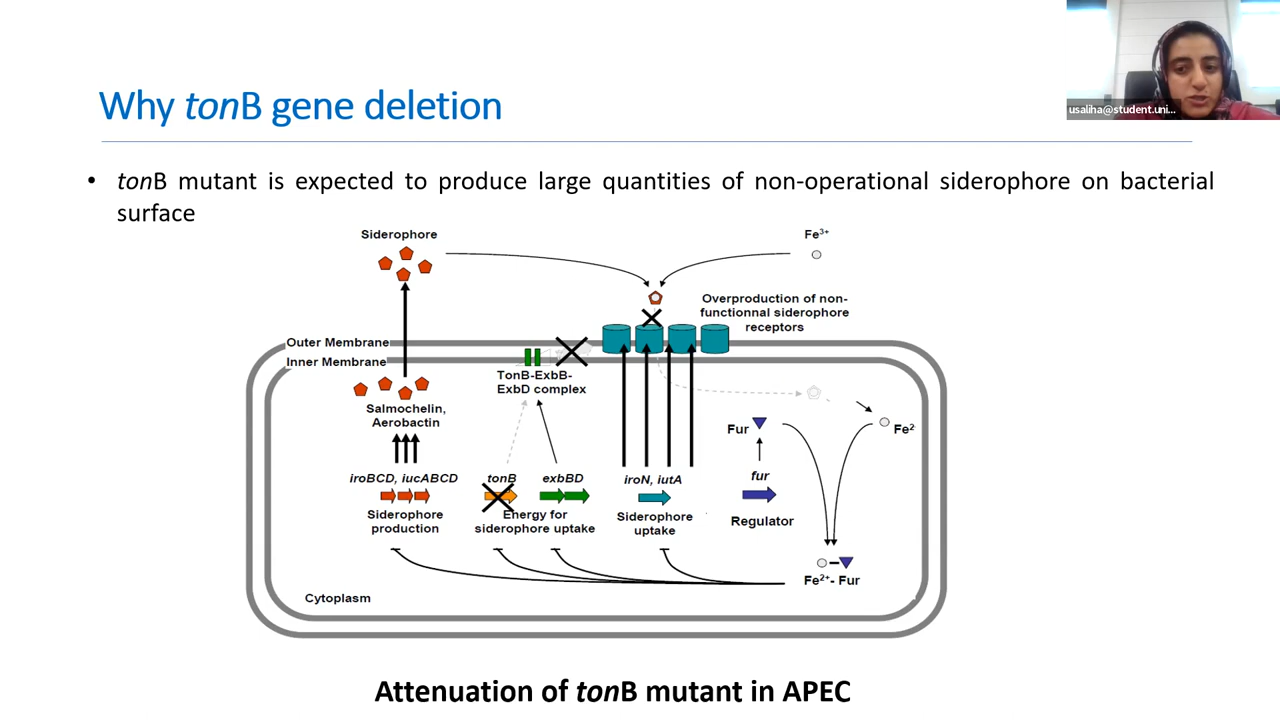 usaliha@student.uni...
Why tonB gene deletion
• tonB mutant is expected to produce large quantities of non-operational siderophore on bacterial
surface
Siderophore
Fe³⁺
Overproduction of non-
functionnal siderophore
receptors
Outer Membrane
Inner Membrane
TonB-ExbB-
ExbD complex
Salmochelin,
Aerobactin
Fur
Fe²
iroBCD, iucABCD
tonB
exbBD
iroN, iutA
fur
Siderophore
production
Energy for
siderophore uptake
Siderophore
uptake
Regulator
Fe²⁺- Fur
Cytoplasm
Attenuation of tonB mutant in APEC